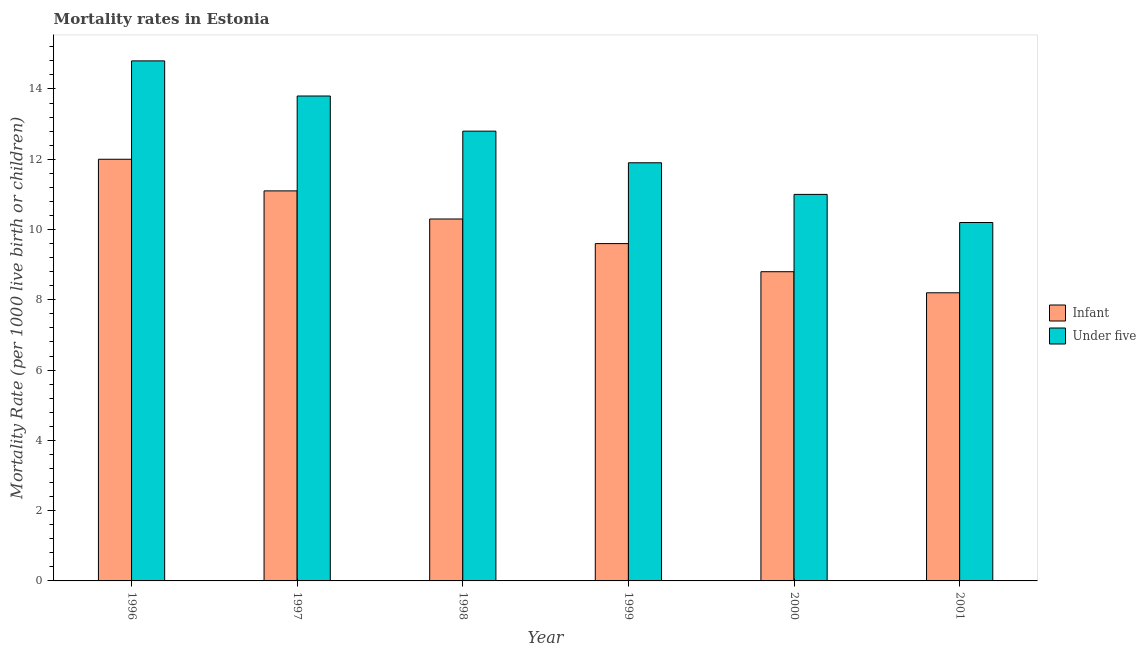 Mortality rates in Estonia
Mortality Rate (per 1000 live birth or children)
14
12
10
8
6
4
2
0
1996
1997
1998
1999
2000
2001
Year
Infant
Under five